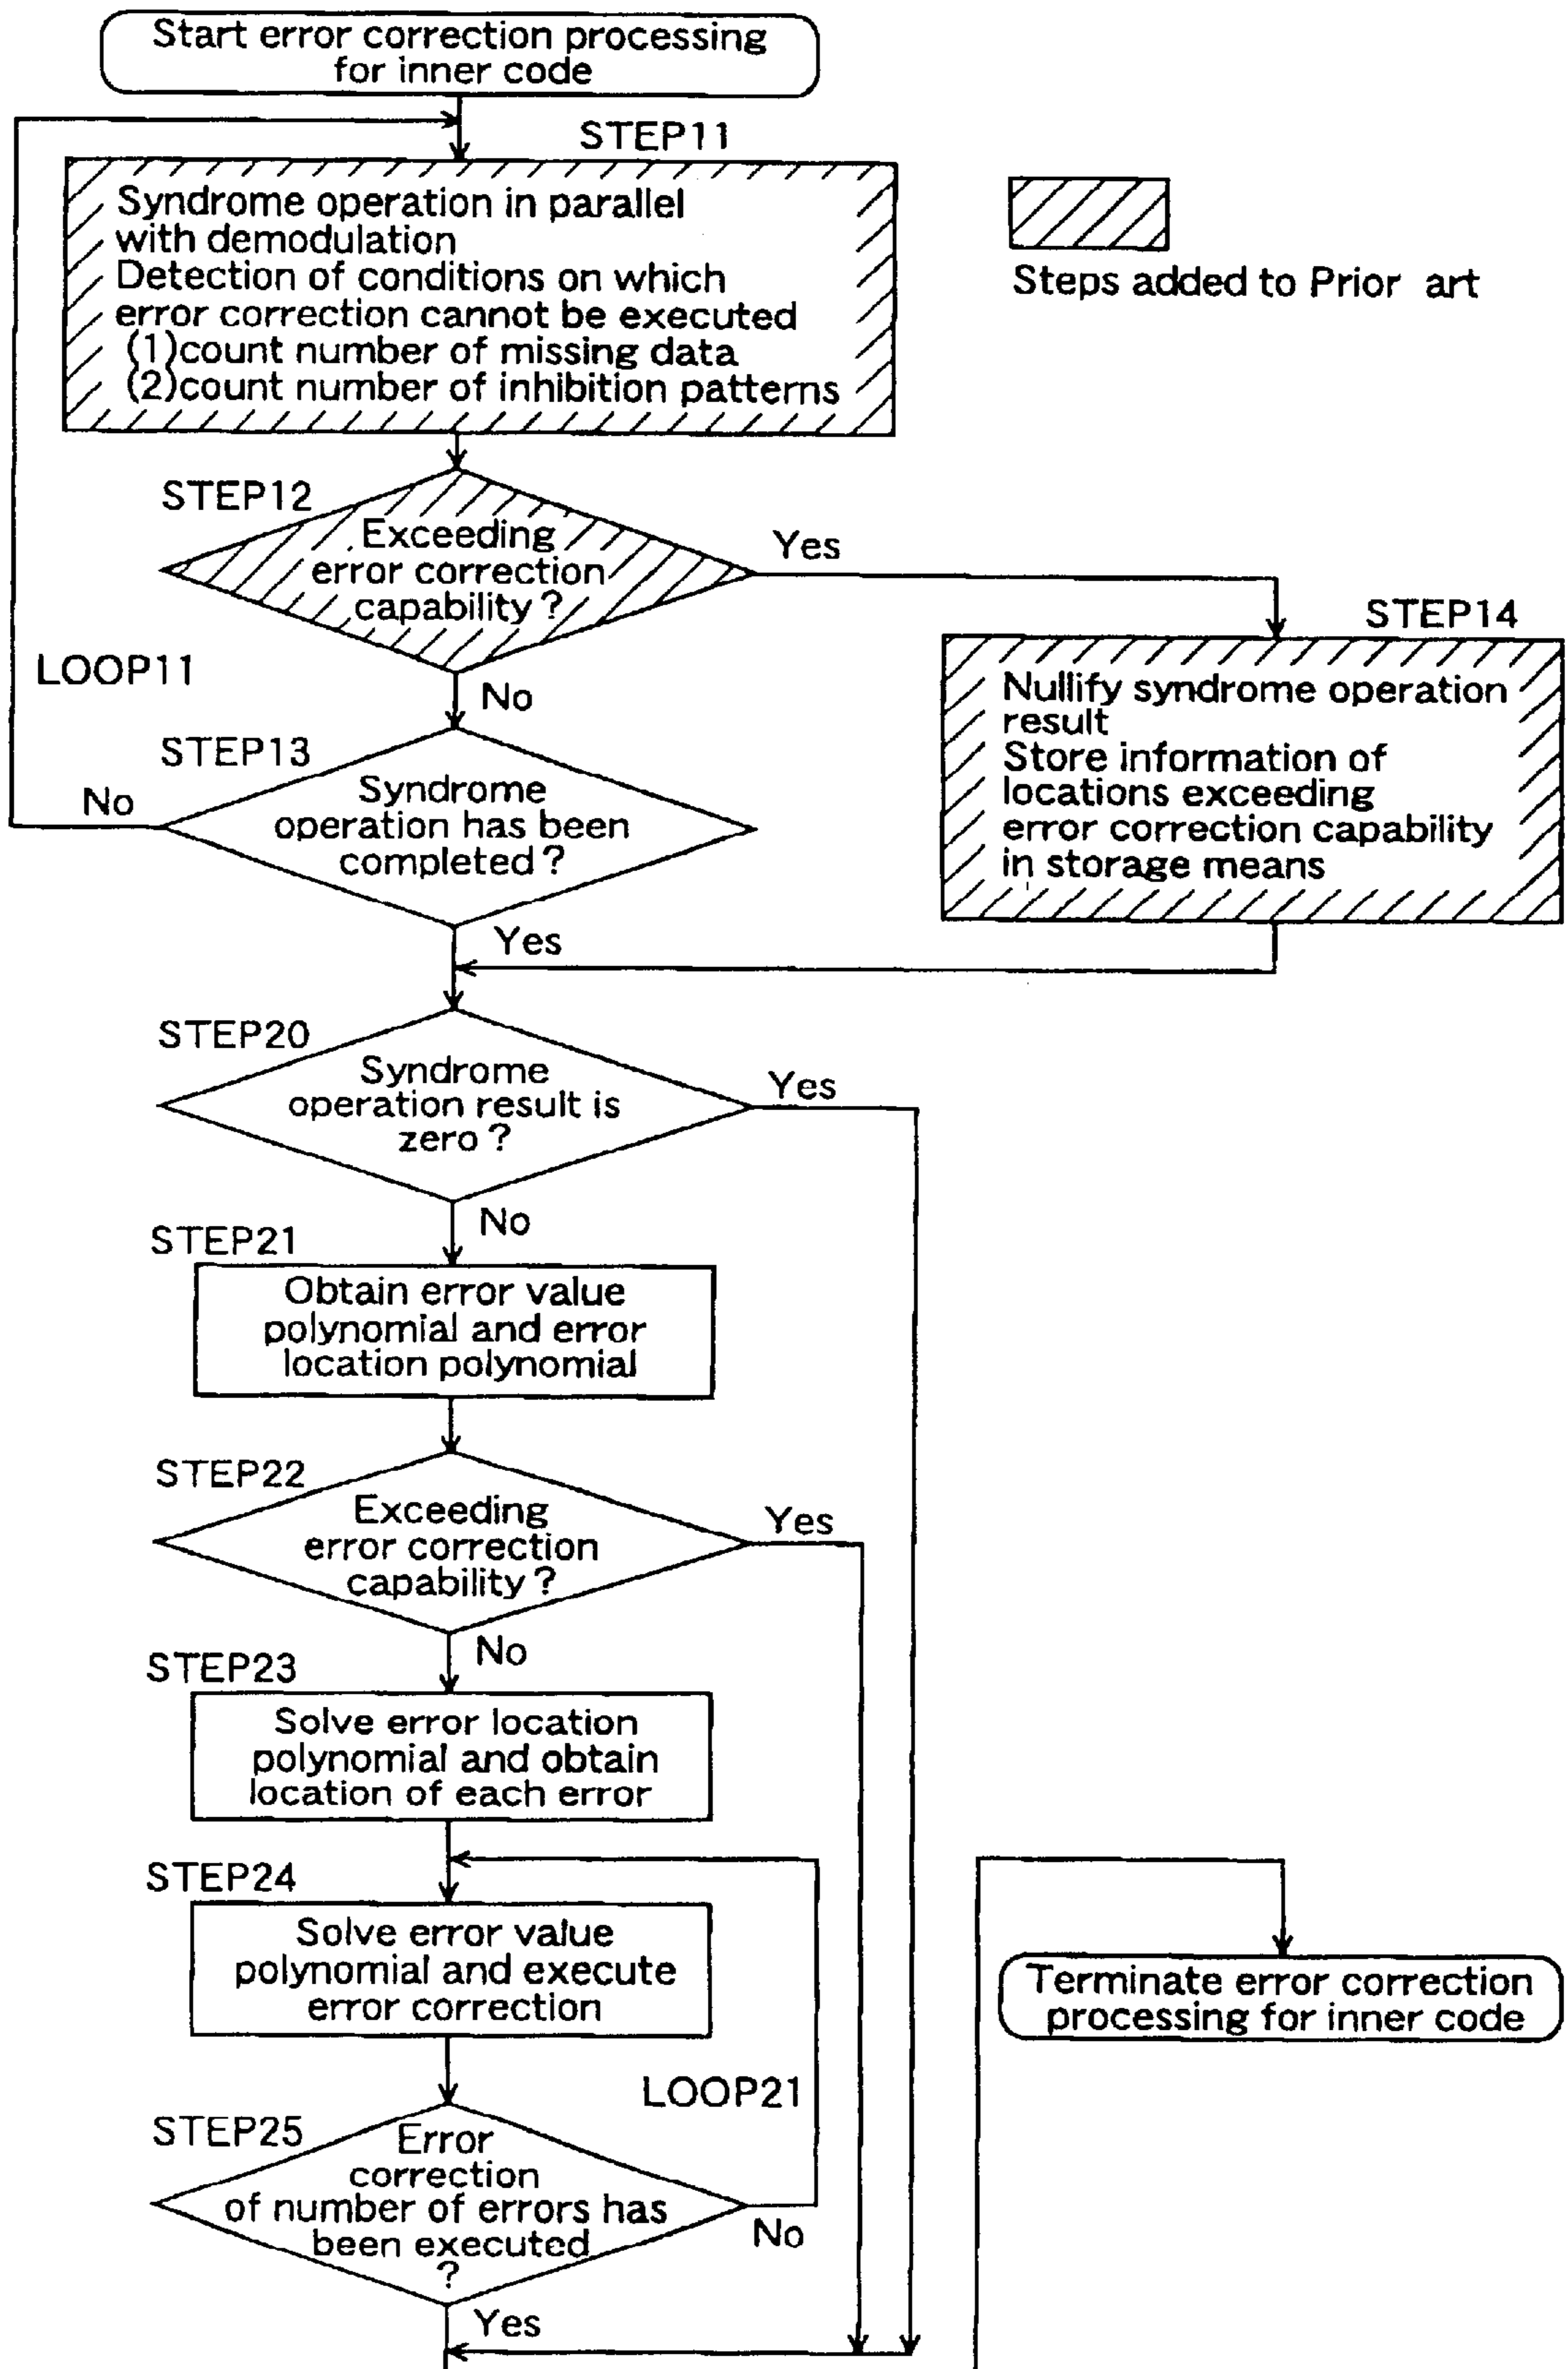 Start error correction processing
for inner code
STEP11
Syndrome operation in parallel
with demodulation
Detection of conditions on which
error correction cannot be executed
(1)count number of missing data
(2)count number of inhibition patterns
Steps added to Prior art
STEP12
Exceeding
error correction
capability?
Yes
No
LOOP11
STEP14
Nullify syndrome operation
result
Store information of
locations exceeding
error correction capability
in storage means
STEP13
Syndrome
operation has been
completed?
No
Yes
STEP20
Syndrome
operation result is
zero?
Yes
No
STEP21
Obtain error value
polynomial and error
location polynomial
STEP22
Exceeding
error correction
capability?
Yes
No
STEP23
Solve error location
polynomial and obtain
location of each error
STEP24
Solve error value
polynomial and execute
error correction
LOOP21
STEP25
Error
correction
of number of errors has
been executed
?
No
Yes
Terminate error correction
processing for inner code